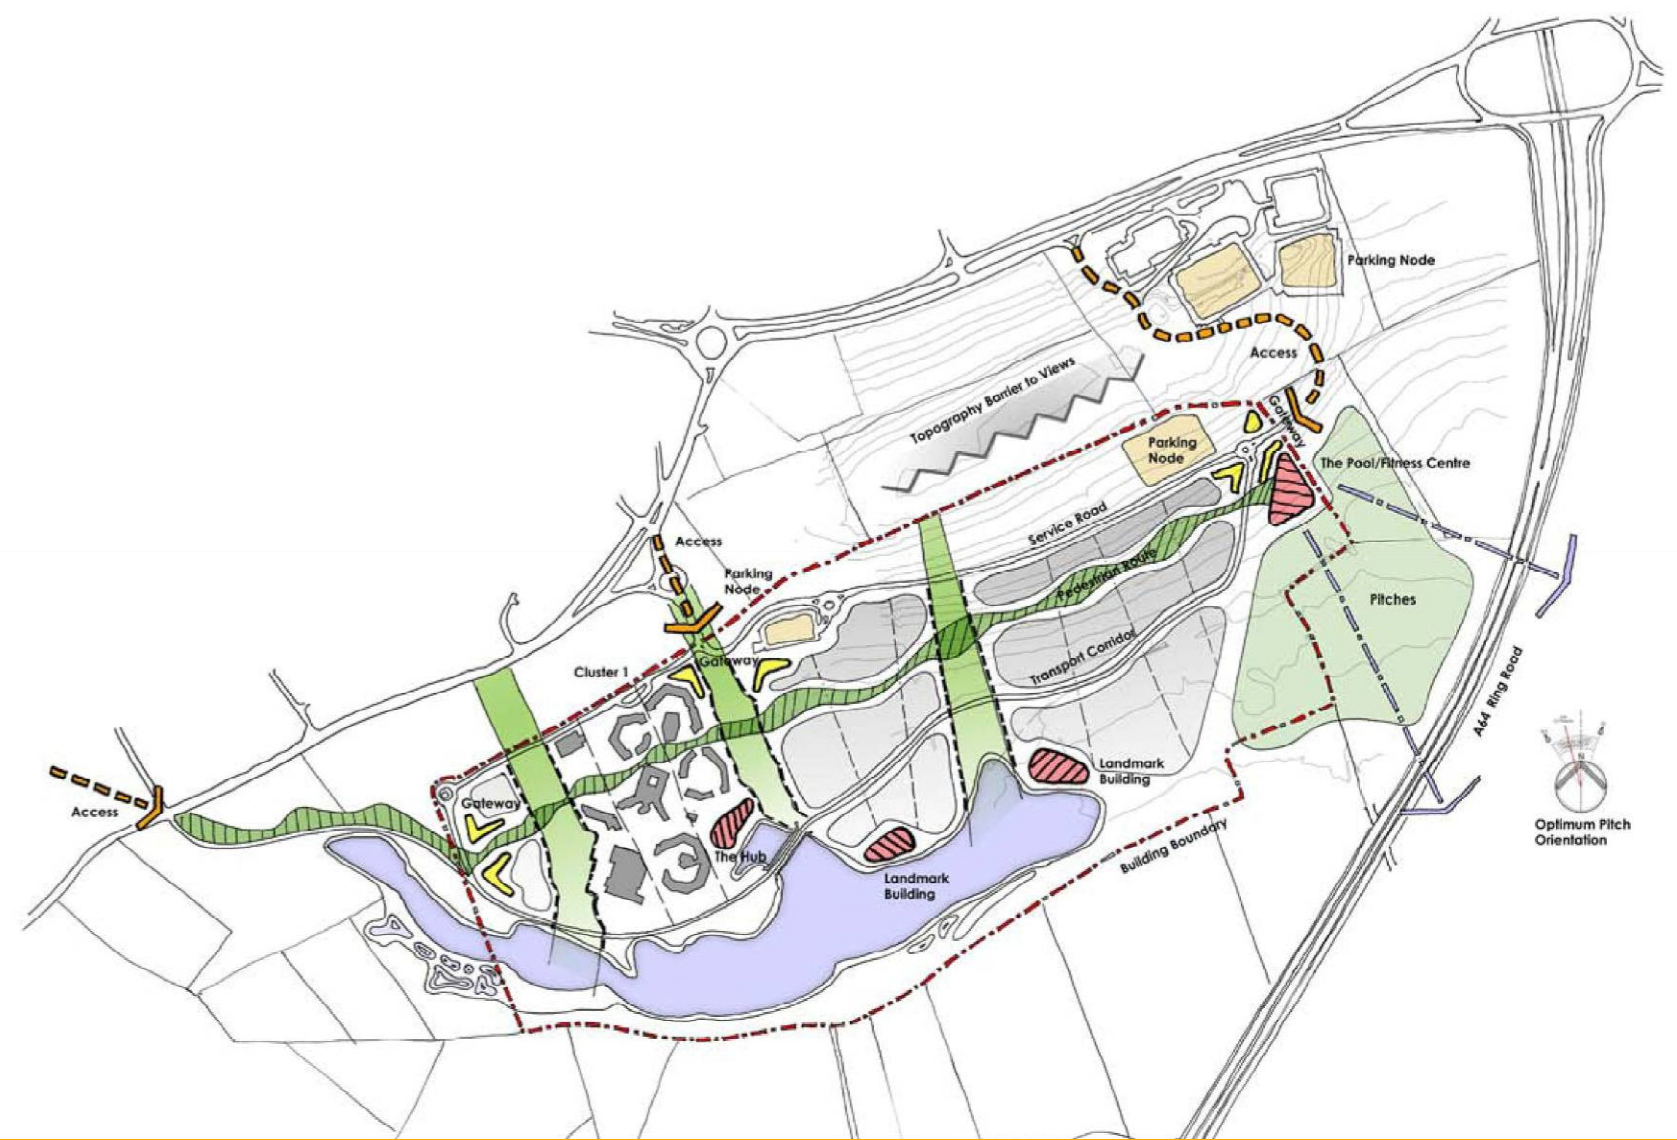 Parking Node
Access
Topography Barrier to Views
Gateway
Parking
Node
The Pool/Fitness Centre
Service Road
Access
Pedestrian Route
Parking
Node
Pitches
Transport Corridor
Gateway
Cluster 1
A64 Ring Road
Landmark
Building
Gateway
Access
Optimum Pitch
Orientation
Building Boundary
The Hub
Landmark
Building